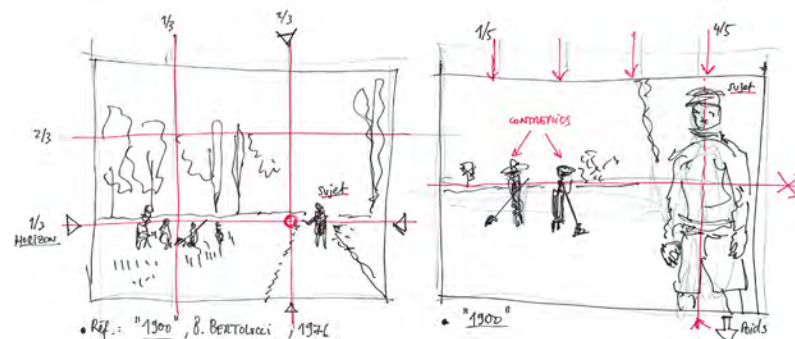 1/3
2/3
2/3
1/3
HORIZON
sujet
• Réf.: "1900", B. BERTOLUCCI, 1976
1/5
4/5
sujet
CONTREPOIDS
• "1900"
Poids